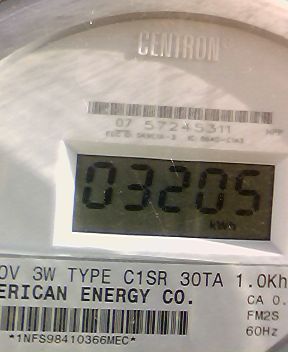 CENTRON
07 57245311
03205
kWh
0V 3W TYPE C1SR 30TA 1.0Kh
ERICAN ENERGY CO.
CA 0.
FM2S
60Hz
*1NFS98410366MEC*